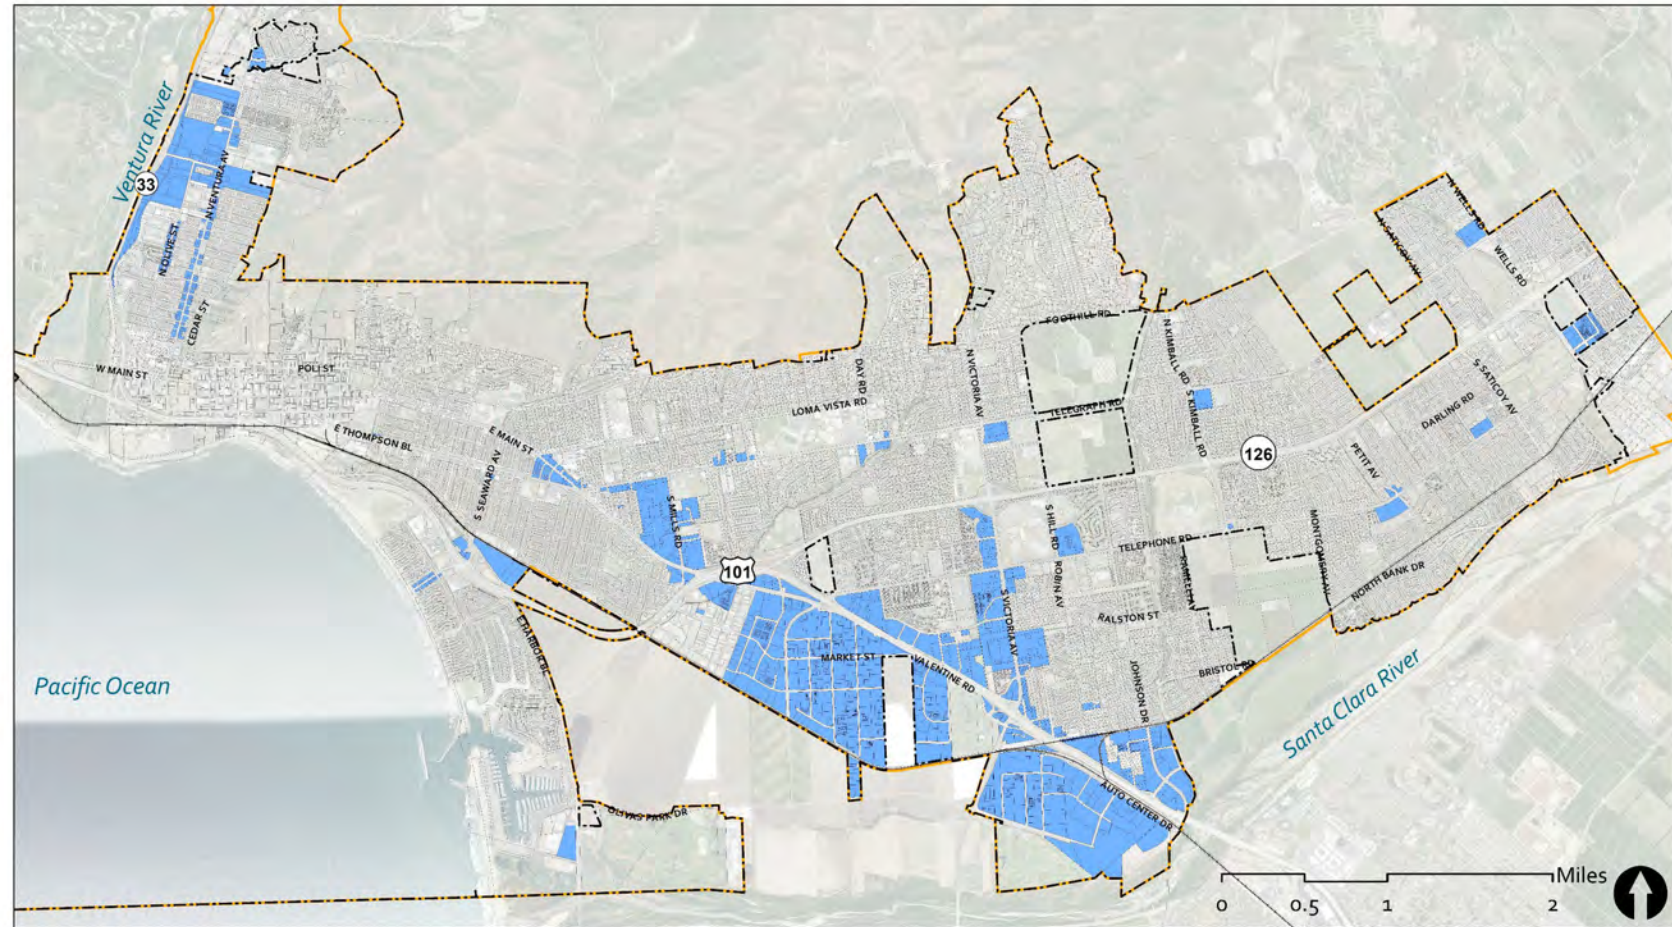 Ventura River
33
N VENTURA AV
N OLIVE ST
CEDAR ST
W MAIN ST
POLI ST
E THOMPSON BL
E MAIN ST
S SEAWARD AV
S MILLS RD
LOMA VISTA RD
DAY RD
N VICTORIA AV
FOOTHILL RD
TELEGRAPH RD
N KIMBALL RD
S KIMBALL RD
126
N SATICOY AV
N WELLS RD
WELLS RD
S SATICOY AV
DARLING RD
PETIT AV
MONTGOMERY AV
NORTH BANK DR
TELEPHONE RD
S HILL RD
ROBIN AV
RALSTON ST
BRISTOL RD
JOHNSON DR
S VICTORIA AV
101
MARKET ST
VALENTINE RD
AUTO CENTER DR
E HARBOR BL
OLIVAS PARK DR
Pacific Ocean
Santa Clara River
Miles
0 0.5 1 2